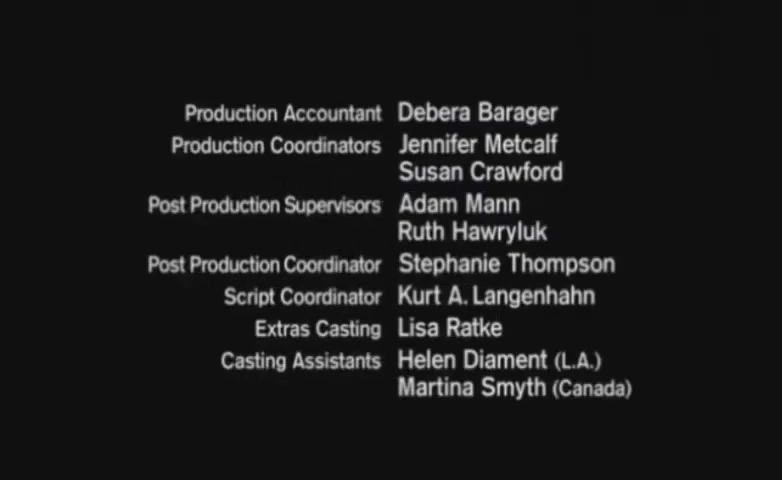 Production Accountant Debera Barager
Production Coordinators Jennifer Metcalf
Susan Crawford
Post Production Supervisors Adam Mann
Ruth Hawryluk
Post Production Coordinator Stephanie Thompson
Script Coordinator Kurt A. Langenhahn
Extras Casting Lisa Ratke
Casting Assistants Helen Diament (L.A.)
Martina Smyth (Canada)